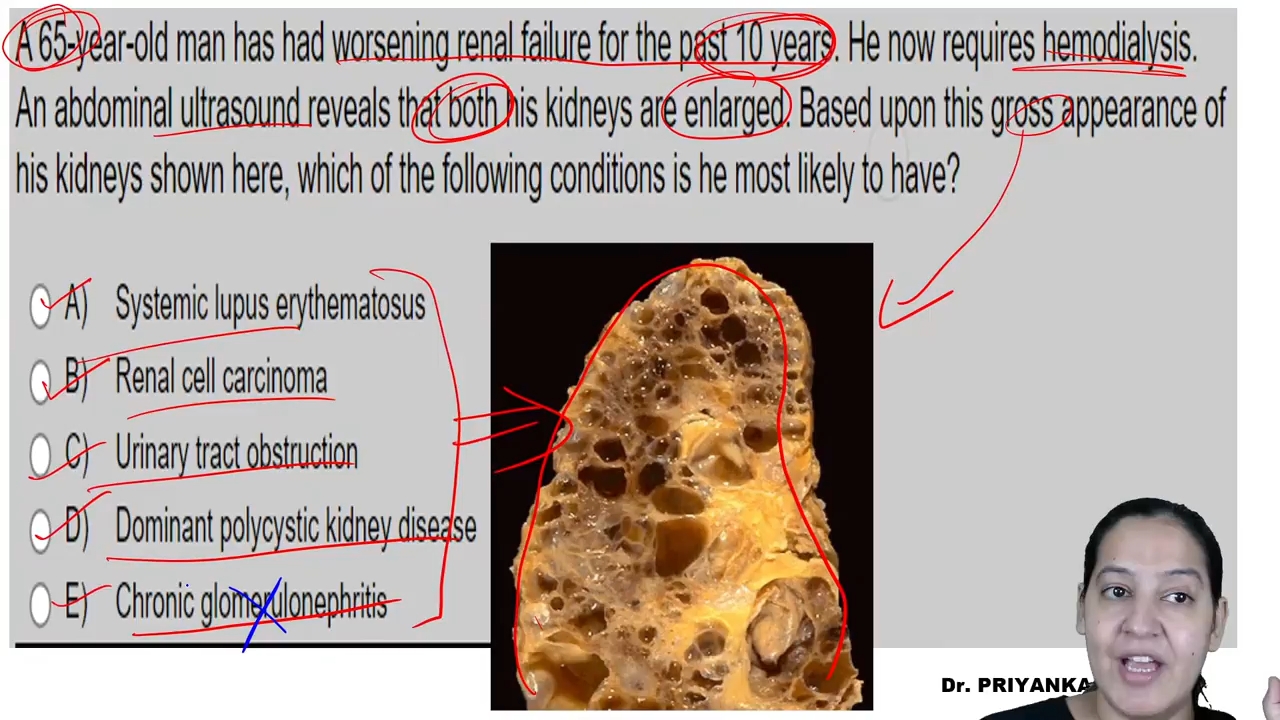 A 65-year-old man has had worsening renal failure for the past 10 years. He now requires hemodialysis.
An abdominal ultrasound reveals that both his kidneys are enlarged. Based upon this gross appearance of
his kidneys shown here, which of the following conditions is he most likely to have?
A) Systemic lupus erythematosus
B) Renal cell carcinoma
C) Urinary tract obstruction
D) Dominant polycystic kidney disease
E) Chronic glomerulonephritis
Dr. PRIYANKA